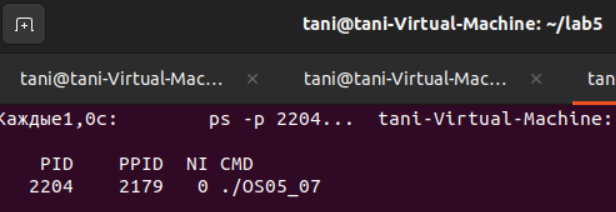 tani@tani-Virtual-Machine: ~/lab5
tani@tani-Virtual-Mac... × tani@tani-Virtual-Mac... × tan
Каждые1,0с: ps -p 2204... tani-Virtual-Machine:
PID PPID NI CMD
2204 2179 0 ./OS05_07